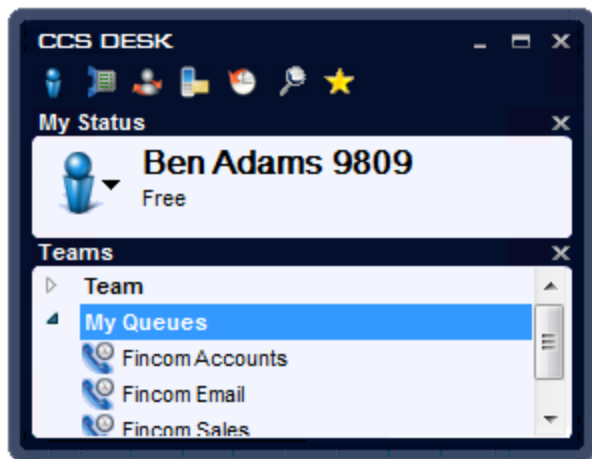 CCS DESK
My Status
Ben Adams 9809
Free
Teams
Team
My Queues
Fincom Accounts
Fincom Email
Fincom Sales